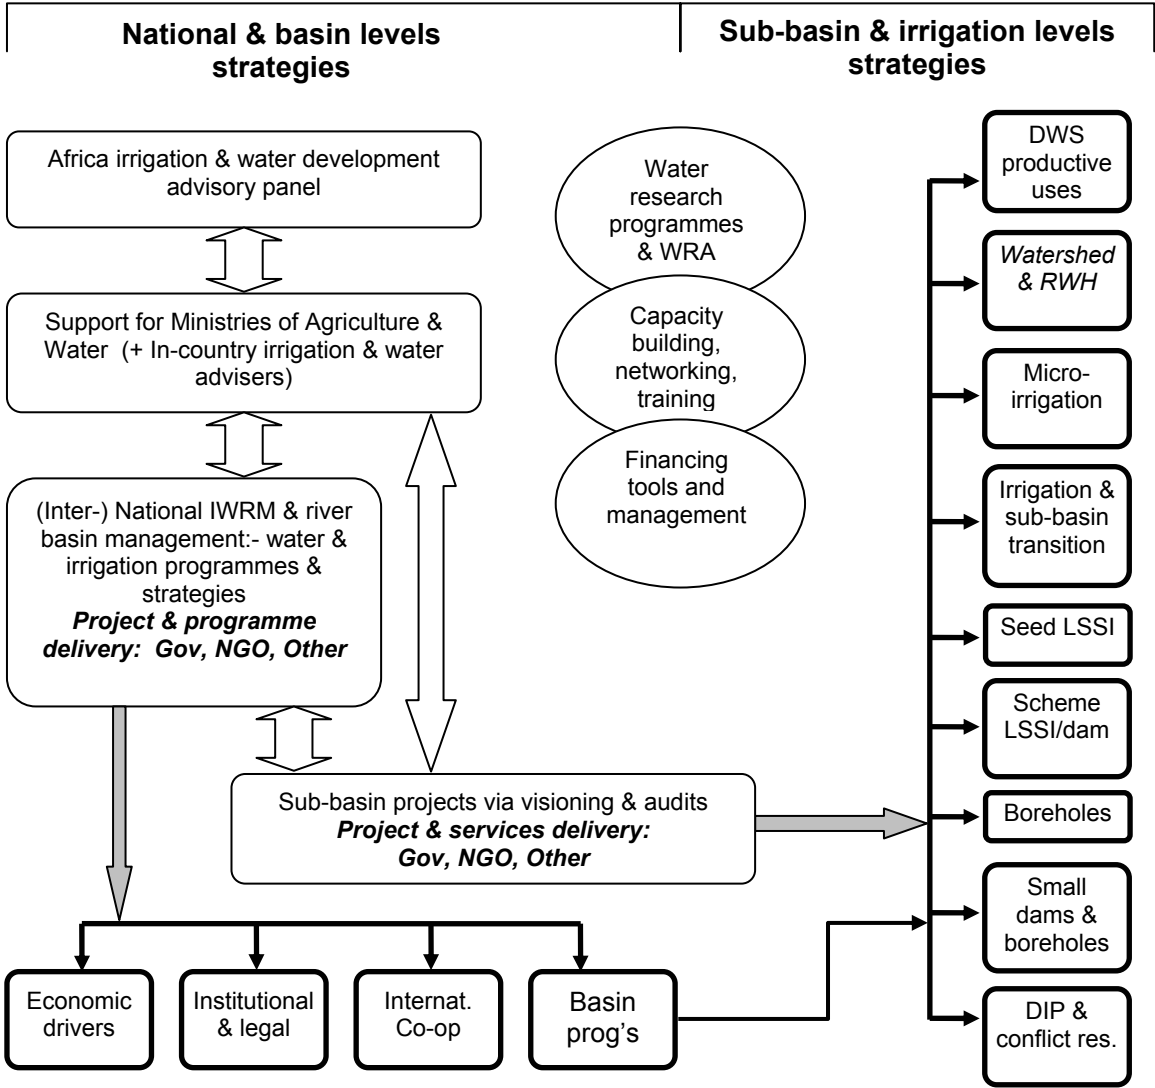 National & basin levels
strategies
Sub-basin & irrigation levels
strategies
Africa irrigation & water development
advisory panel
Support for Ministries of Agriculture &
Water (+ In-country irrigation & water
advisers)
(Inter-) National IWRM & river
basin management:- water &
irrigation programmes &
strategies
Project & programme
delivery: Gov, NGO, Other
Sub-basin projects via visioning & audits
Project & services delivery:
Gov, NGO, Other
Economic
drivers
Institutional
& legal
Internat.
Co-op
Basin
prog's
Water
research
programmes
& WRA
Capacity
building,
networking,
training
Financing
tools and
management
DWS
productive
uses
Watershed
& RWH
Micro-
irrigation
Irrigation &
sub-basin
transition
Seed LSSI
Scheme
LSSI/dam
Boreholes
Small
dams &
boreholes
DIP &
conflict res.